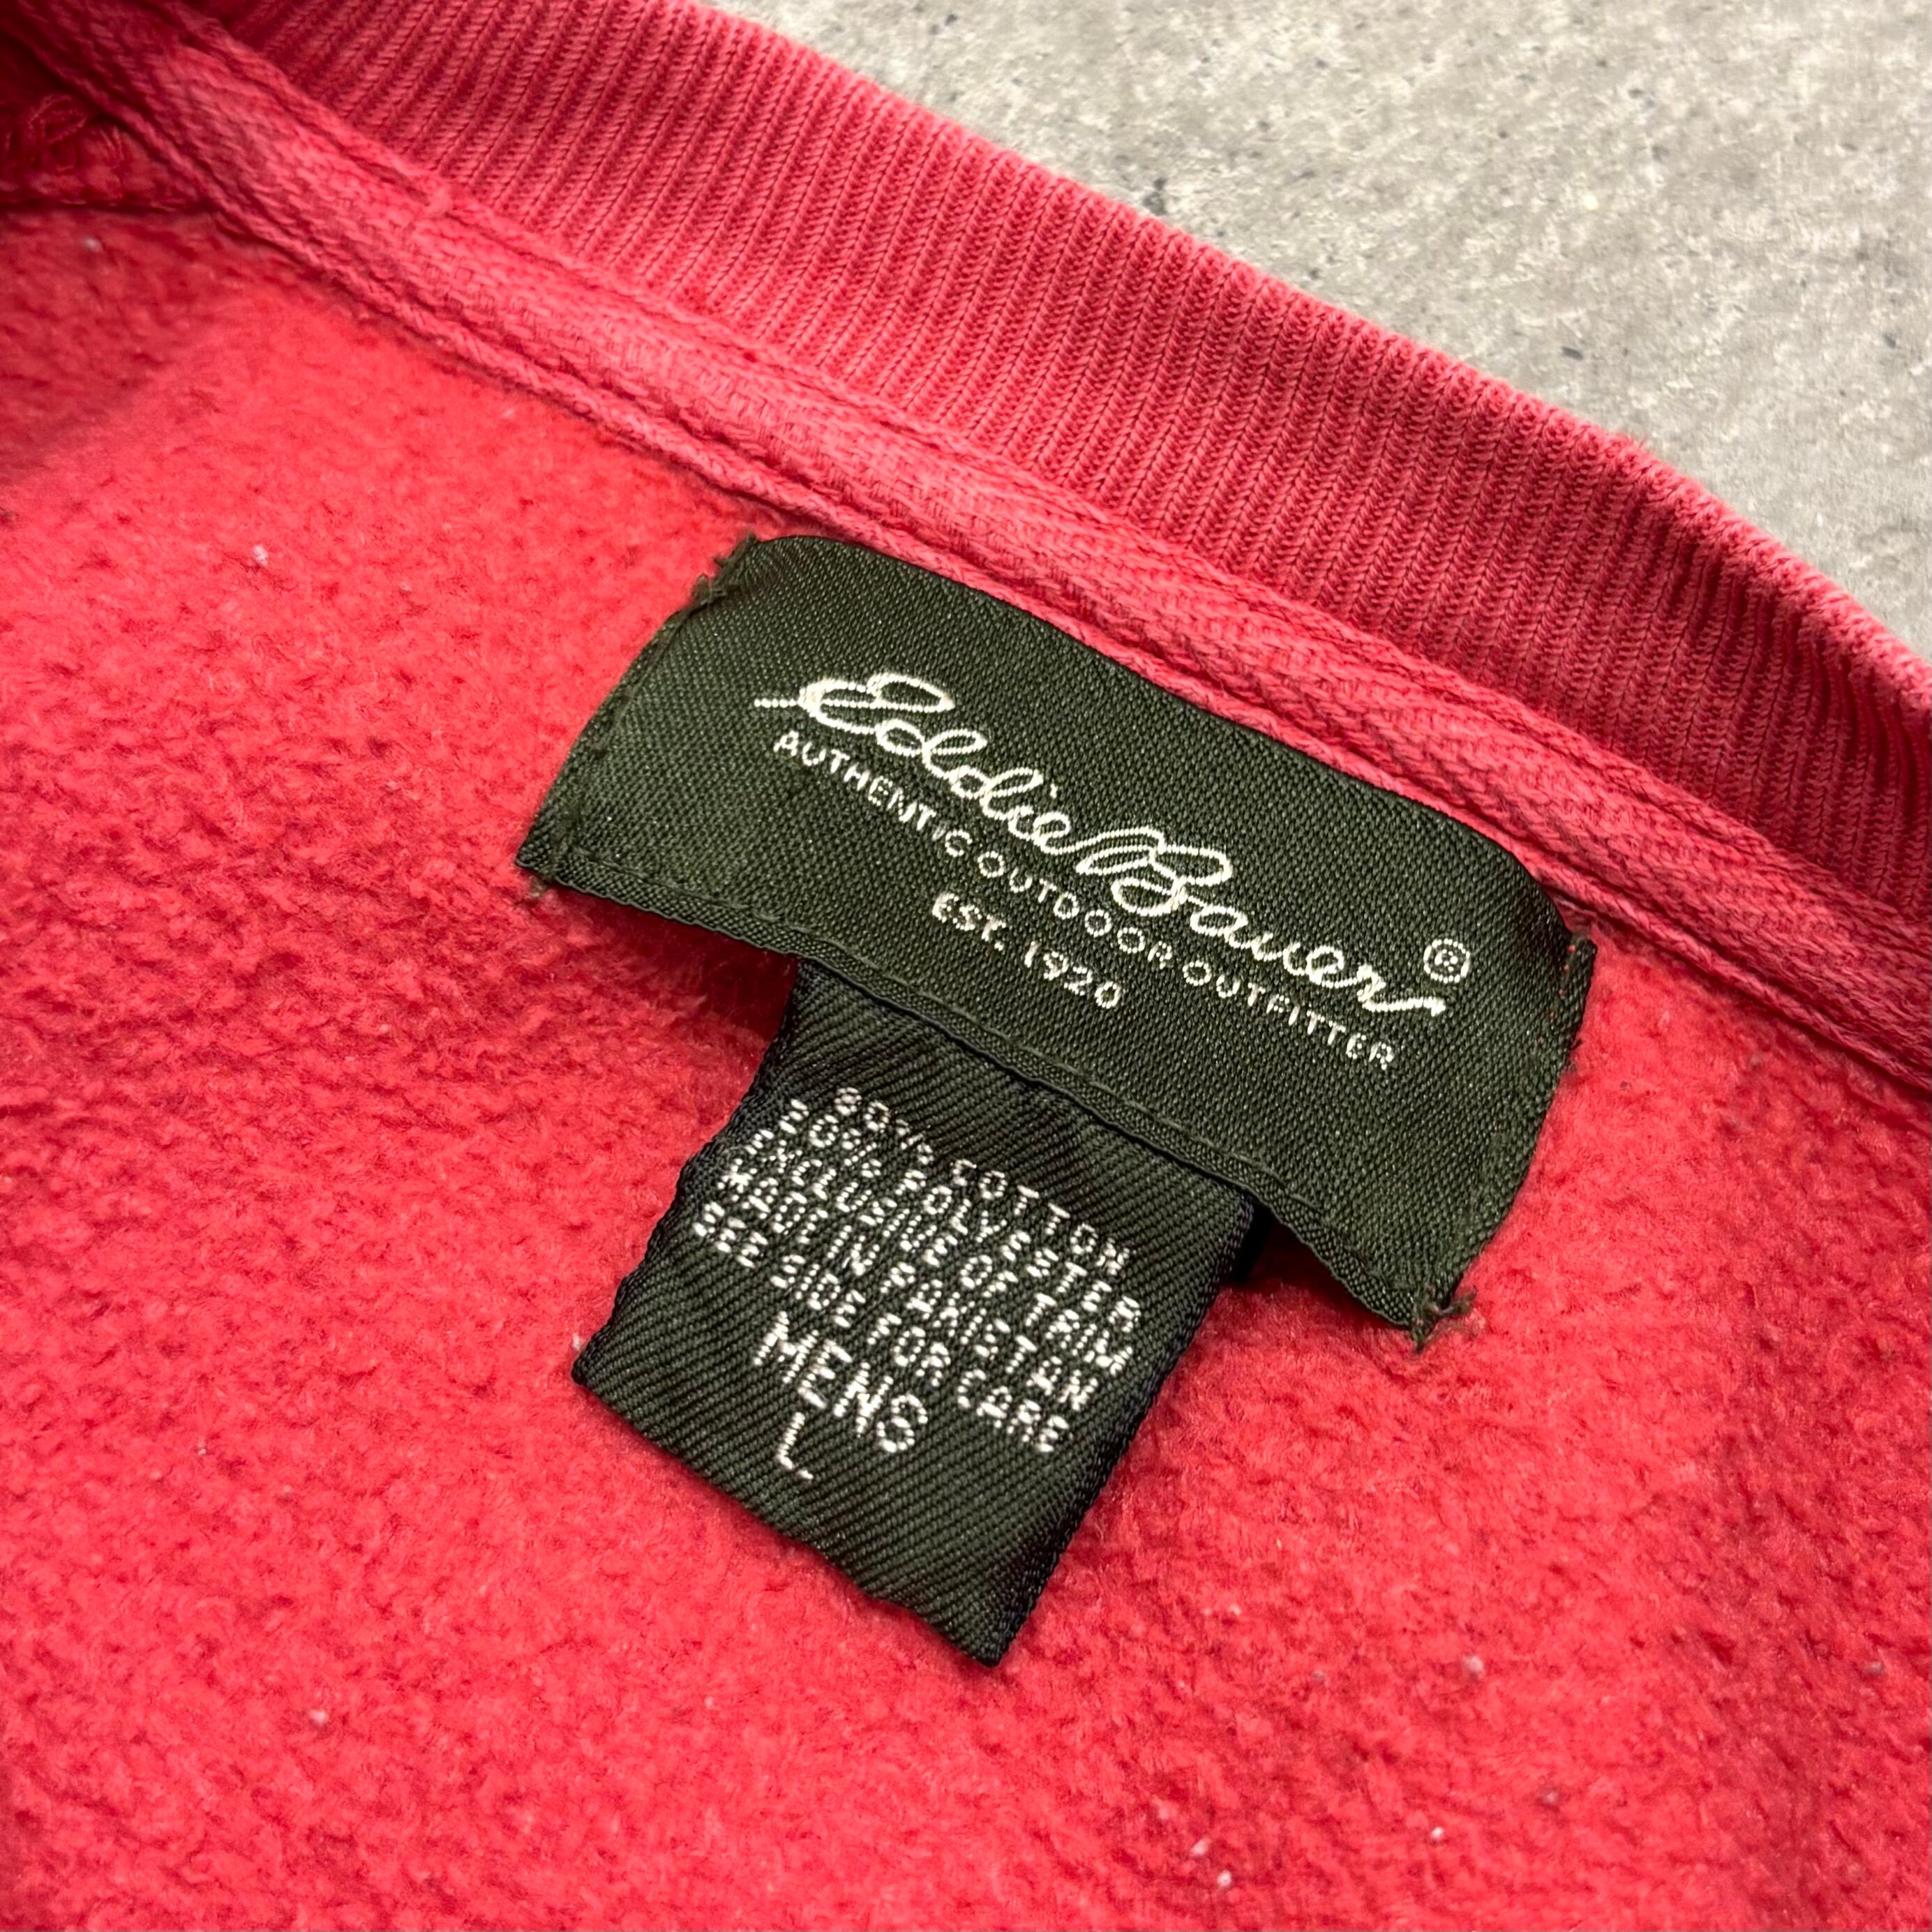 Eddie Bauer®
AUTHENTIC OUTDOOR OUTFITTER
EST. 1920
80% COTTON
20% POLYESTER
EXCLUSIVE OF TRIM
MADE IN PAKISTAN
SEE SIDE FOR CARE
MENS
L